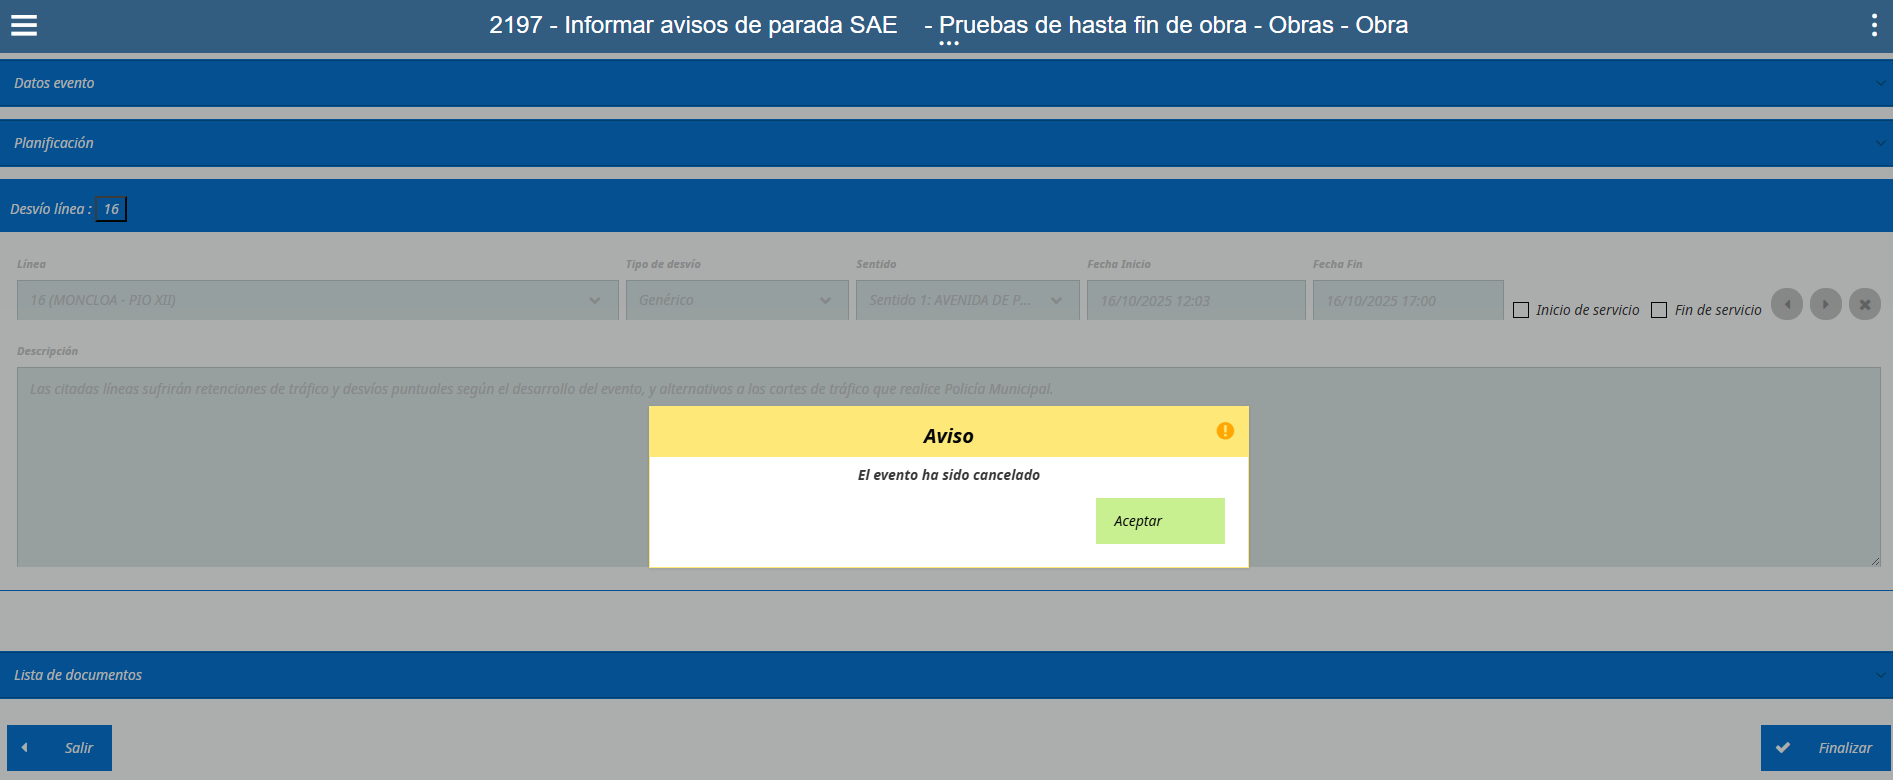 2197 - Informar avisos de parada SAE - Pruebas de hasta fin de obra - Obras - Obra
Datos evento
Planificación
Desvío línea : 16
Línea
Tipo de desvío
Sentido
Fecha Inicio
Fecha Fin
16 (MONCLOA - PIO XII)
Genérico
Sentido 1: AVENIDA DE P...
16/10/2025 12:03
16/10/2025 17:00
Inicio de servicio
Fin de servicio
Descripción
Las citadas líneas sufrirán retenciones de tráfico y desvíos puntuales según el desarrollo del evento, y alternativos a los cortes de tráfico que realice Policía Municipal.
Aviso
El evento ha sido cancelado
Aceptar
Lista de documentos
Salir
Finalizar